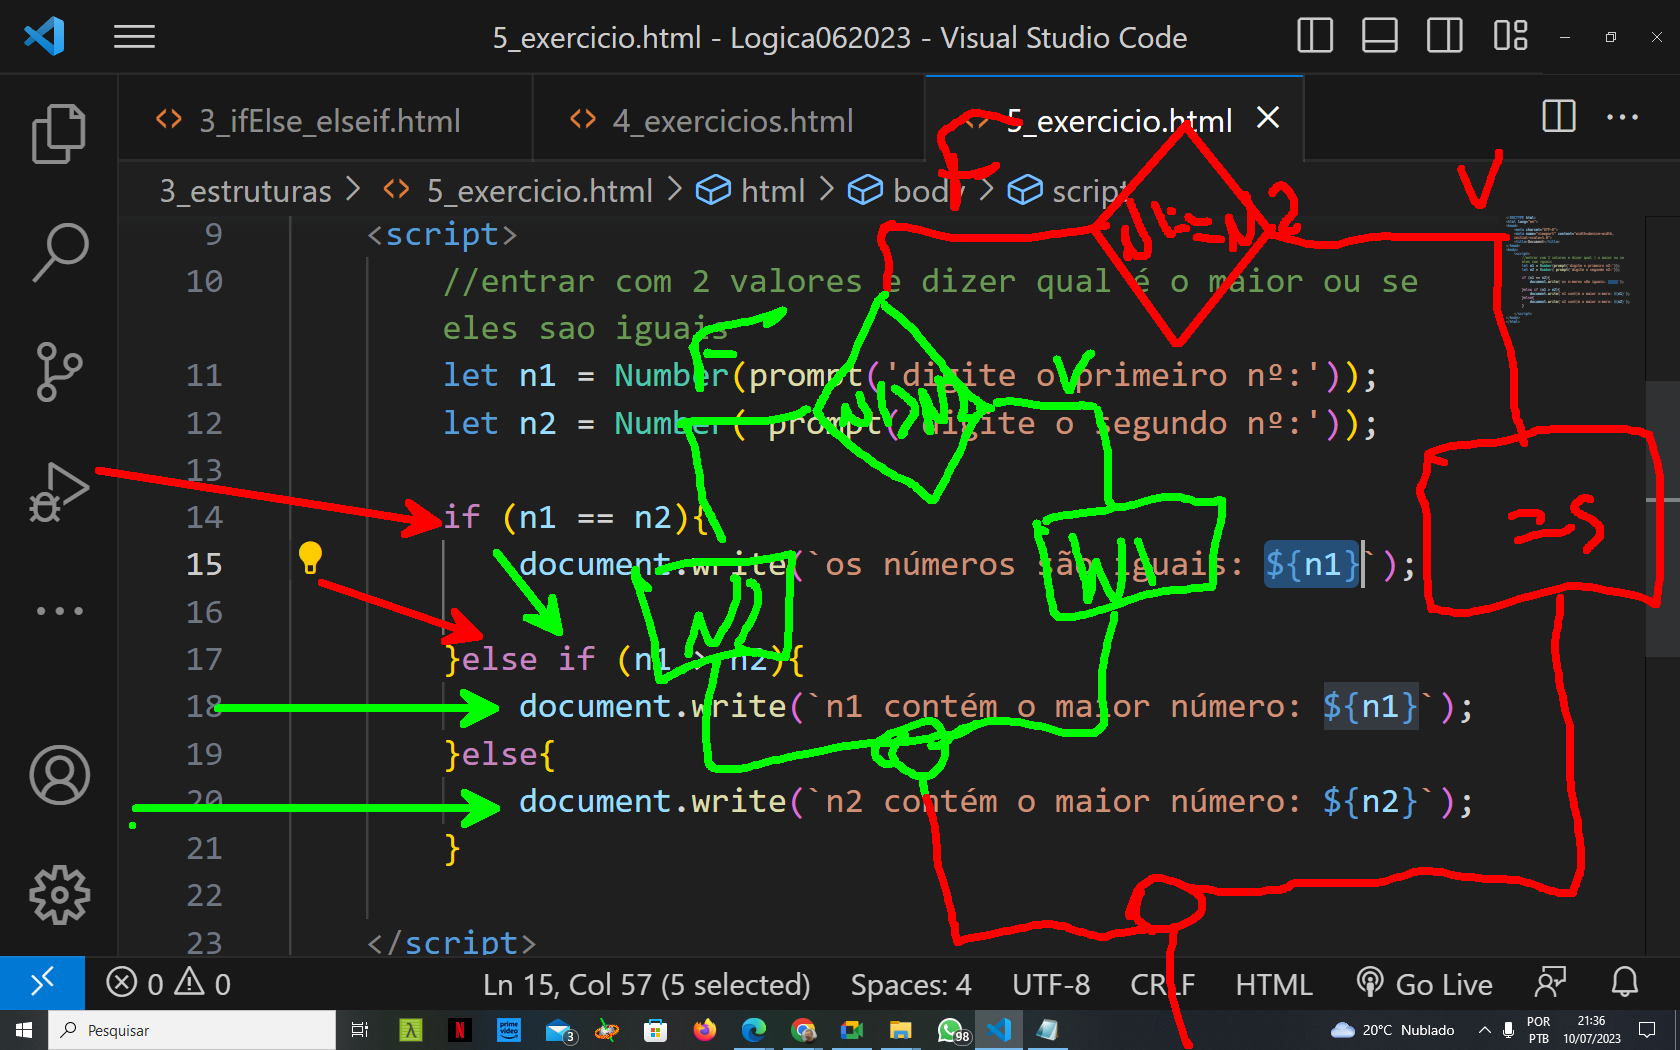 5_exercicio.html - Logica062023 - Visual Studio Code
3_ifElse_elseif.html
4_exercicios.html
5_exercicio.html
3_estruturas > 5_exercicio.html > html > body > script
F
N1==N2
V
9 <script>
10 //entrar com 2 valores e dizer qual é o maior ou se
eles sao iguais
11 let n1 = Number(prompt('digite o primeiro nº:'));
12 let n2 = Number( prompt('digite o segundo nº:'));
F
N1>N2
V
13
14 if (n1 == n2){
15 document.write(`os números são iguais: ${n1}`);
16
17 }else if (n1 > n2){
18 document.write(`n1 contém o maior número: ${n1}`);
19 }else{
20 document.write(`n2 contém o maior número: ${n2}`);
21 }
22
23 </script>
N2
N1
=S
0 0
Ln 15, Col 57 (5 selected)
Spaces: 4
UTF-8
CRLF
HTML
Go Live
Pesquisar
prime video
3
98
20°C Nublado
POR
PTB
21:36
10/07/2023